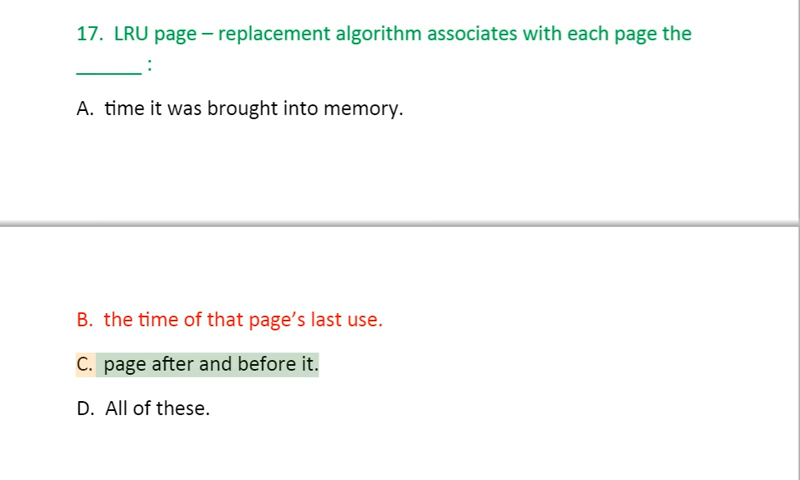 17. LRU page – replacement algorithm associates with each page the
______ :
A. time it was brought into memory.
B. the time of that page’s last use.
C. page after and before it.
D. All of these.